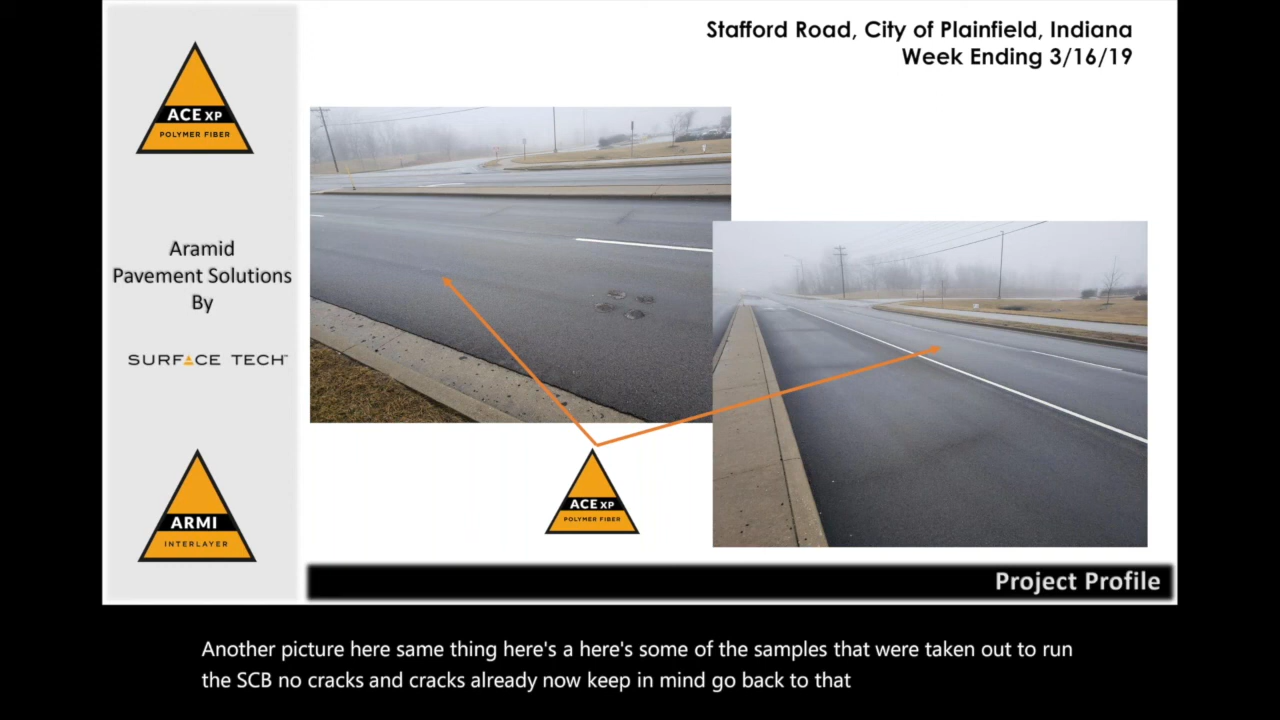 Stafford Road, City of Plainfield, Indiana
Week Ending 3/16/19
ACE XP
POLYMER FIBER
Aramid
Pavement Solutions
By
SURFACE TECH
ARMI
INTERLAYER
ACE XP
POLYMER FIBER
Project Profile
Another picture here same thing here's a here's some of the samples that were taken out to run
the SCB no cracks and cracks already now keep in mind go back to that